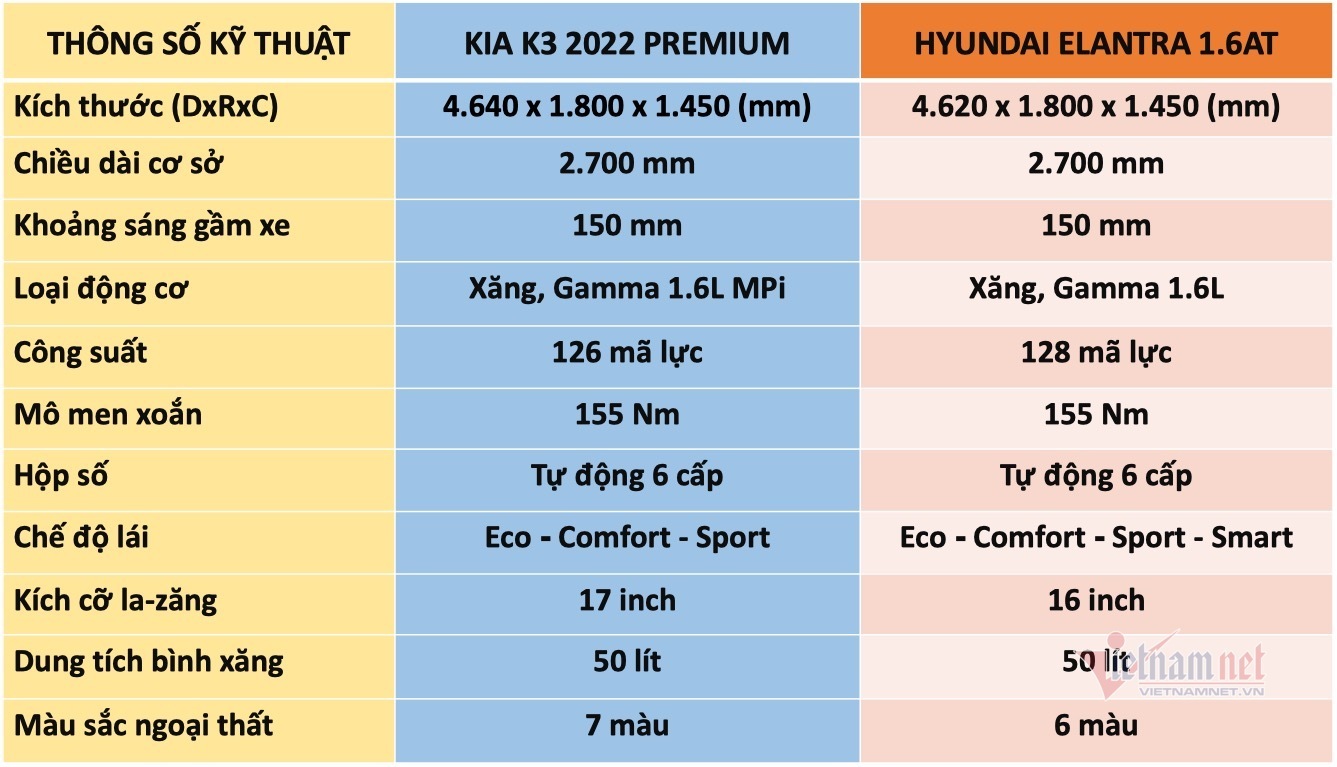 THÔNG SỐ KỸ THUẬT KIA K3 2022 PREMIUM HYUNDAI ELANTRA 1.6AT
Kích thước (DxRxC) 4.640 x 1.800 x 1.450 (mm) 4.620 x 1.800 x 1.450 (mm)
Chiều dài cơ sở 2.700 mm 2.700 mm
Khoảng sáng gầm xe 150 mm 150 mm
Loại động cơ Xăng, Gamma 1.6L MPi Xăng, Gamma 1.6L
Công suất 126 mã lực 128 mã lực
Mô men xoắn 155 Nm 155 Nm
Hộp số Tự động 6 cấp Tự động 6 cấp
Chế độ lái Eco - Comfort - Sport Eco - Comfort - Sport - Smart
Kích cỡ la-zăng 17 inch 16 inch
Dung tích bình xăng 50 lít 50 lít
vietnamnet
VIETNAMNET.VN
Màu sắc ngoại thất 7 màu 6 màu